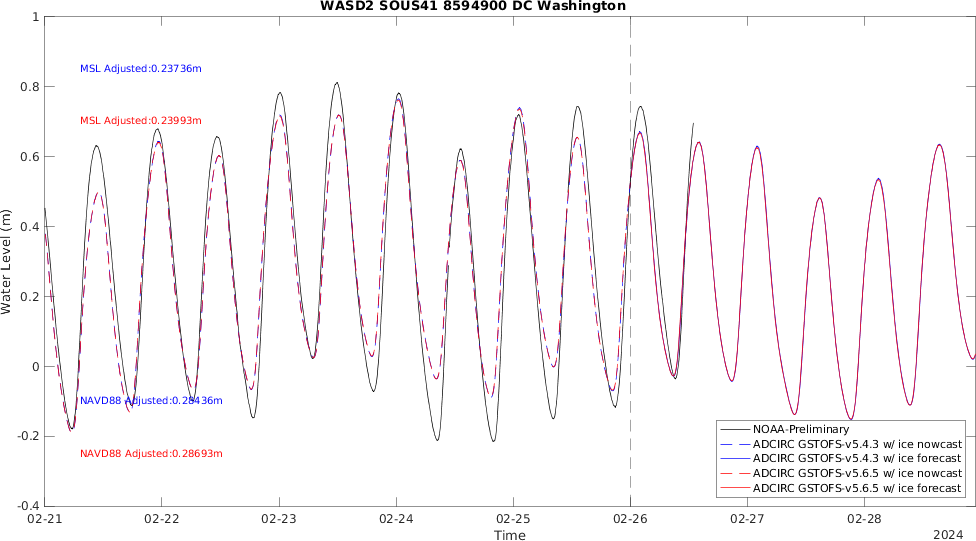 WASD2 SOUS41 8594900 DC Washington
1
0.8
0.6
0.4
0.2
0
-0.2
-0.4
Water Level (m)
MSL Adjusted:0.23736m
MSL Adjusted:0.23993m
NAVD88 Adjusted:0.28436m
NAVD88 Adjusted:0.28693m
NOAA-Preliminary
ADCIRC GSTOFS-v5.4.3 w/ ice nowcast
ADCIRC GSTOFS-v5.4.3 w/ ice forecast
ADCIRC GSTOFS-v5.6.5 w/ ice nowcast
ADCIRC GSTOFS-v5.6.5 w/ ice forecast
02-21 02-22 02-23 02-24 02-25 02-26 02-27 02-28
Time
2024